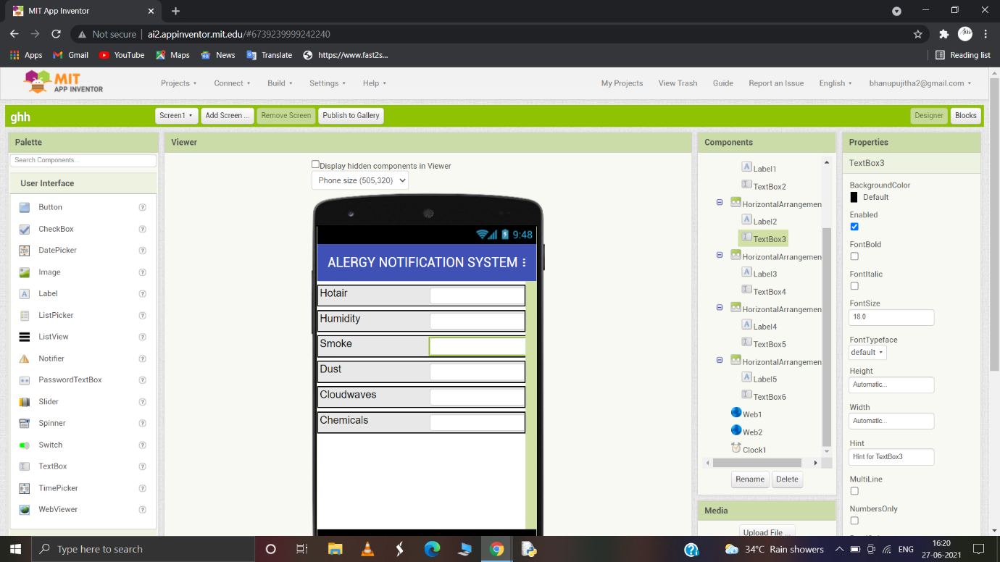 MIT App Inventor
Not secure | ai2.appinventor.mit.edu/#6739239999242240
Apps Gmail YouTube Maps News Translate https://www.fast2s... Reading list
MIT APP INVENTOR Projects Connect Build Settings Help My Projects View Trash Guide Report an Issue English bhanupujitha2@gmail.com
ghh Screen1 Add Screen ... Remove Screen Publish to Gallery Designer Blocks
Palette
Search Components...
User Interface
Button ?
CheckBox ?
DatePicker ?
Image ?
Label ?
ListPicker ?
ListView ?
Notifier ?
PasswordTextBox ?
Slider ?
Spinner ?
Switch ?
TextBox ?
TimePicker ?
WebViewer ?
Viewer
Display hidden components in Viewer
Phone size (505,320)
9:48
ALERGY NOTIFICATION SYSTEM
Hotair
Humidity
Smoke
Dust
Cloudwaves
Chemicals
Components
Label1
TextBox2
HorizontalArrangemen
Label2
TextBox3
HorizontalArrangemen
Label3
TextBox4
HorizontalArrangemen
Label4
TextBox5
HorizontalArrangemen
Label5
TextBox6
Web1
Web2
Clock1
Rename Delete
Media
Upload File ...
Properties
TextBox3
BackgroundColor
Default
Enabled
FontBold
FontItalic
FontSize
18.0
FontTypeface
default
Height
Automatic...
Width
Automatic...
Hint
Hint for TextBox3
MultiLine
NumbersOnly
Type here to search
34°C Rain showers ENG
16:20
27-06-2021